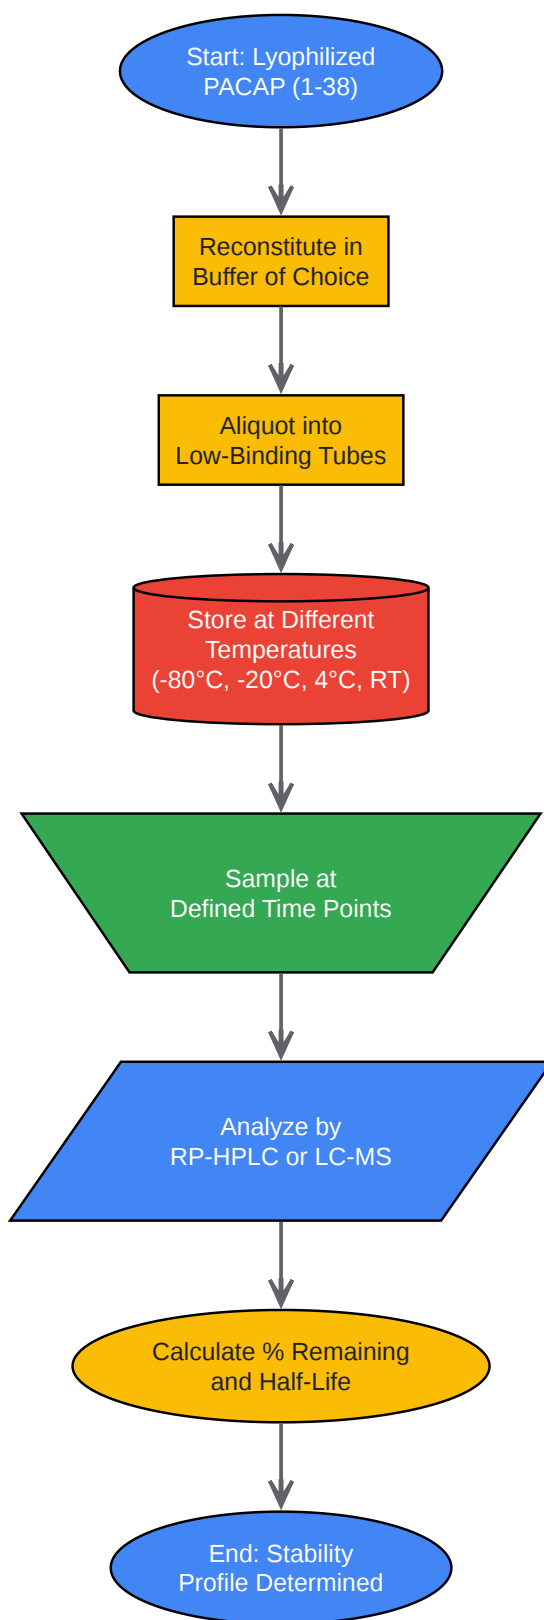 Start: Lyophilized
PACAP (1-38)
Reconstitute in
Buffer of Choice
Aliquot into
Low-Binding Tubes
Store at Different
Temperatures
(-80°C, -20°C, 4°C, RT)
Sample at
Defined Time Points
Analyze by
RP-HPLC or LC-MS
Calculate % Remaining
and Half-Life
End: Stability
Profile Determined